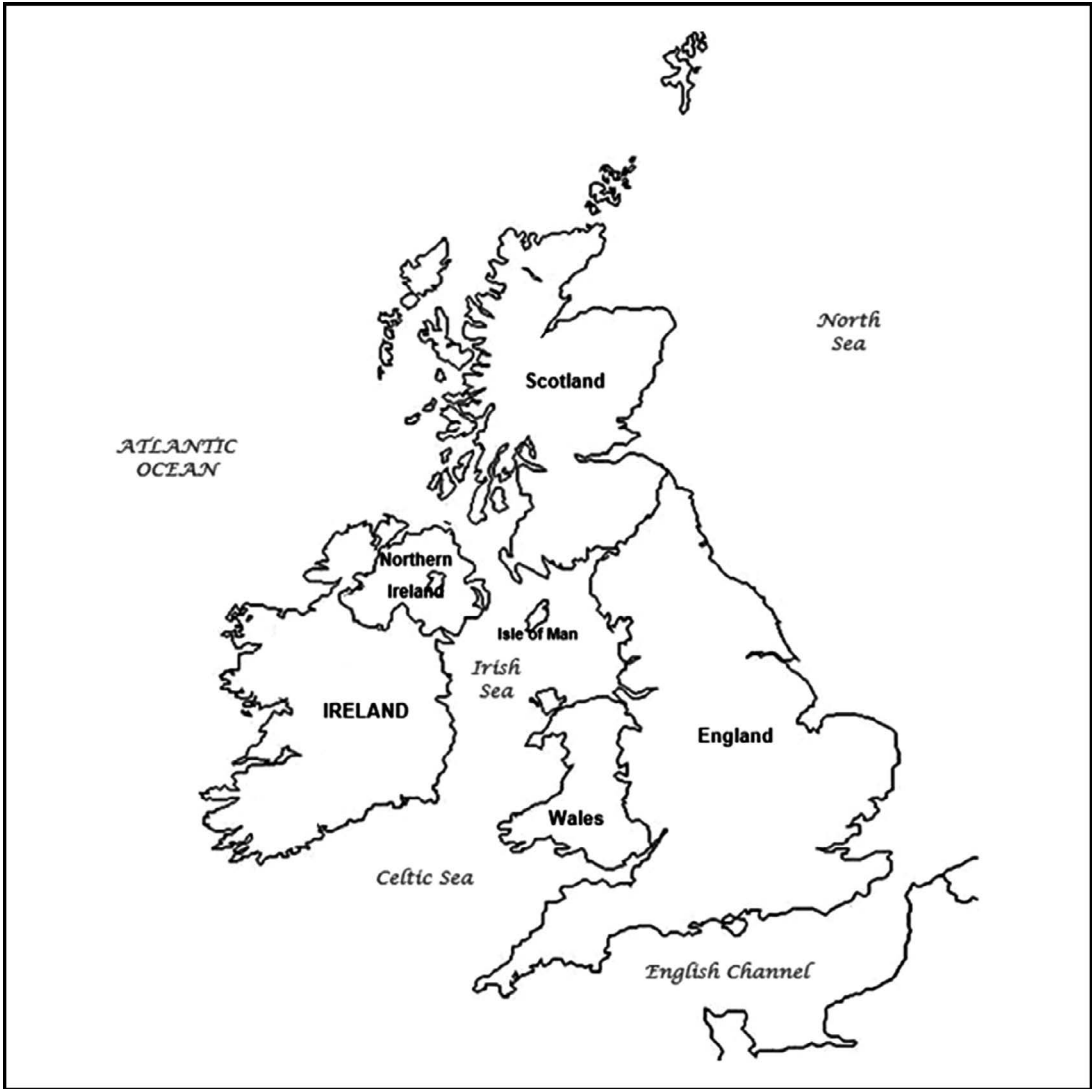 North
Sea
Scotland
ATLANTIC
OCEAN
Northern
Ireland
Isle of Man
Irish
Sea
IRELAND
England
Wales
Celtic Sea
English Channel